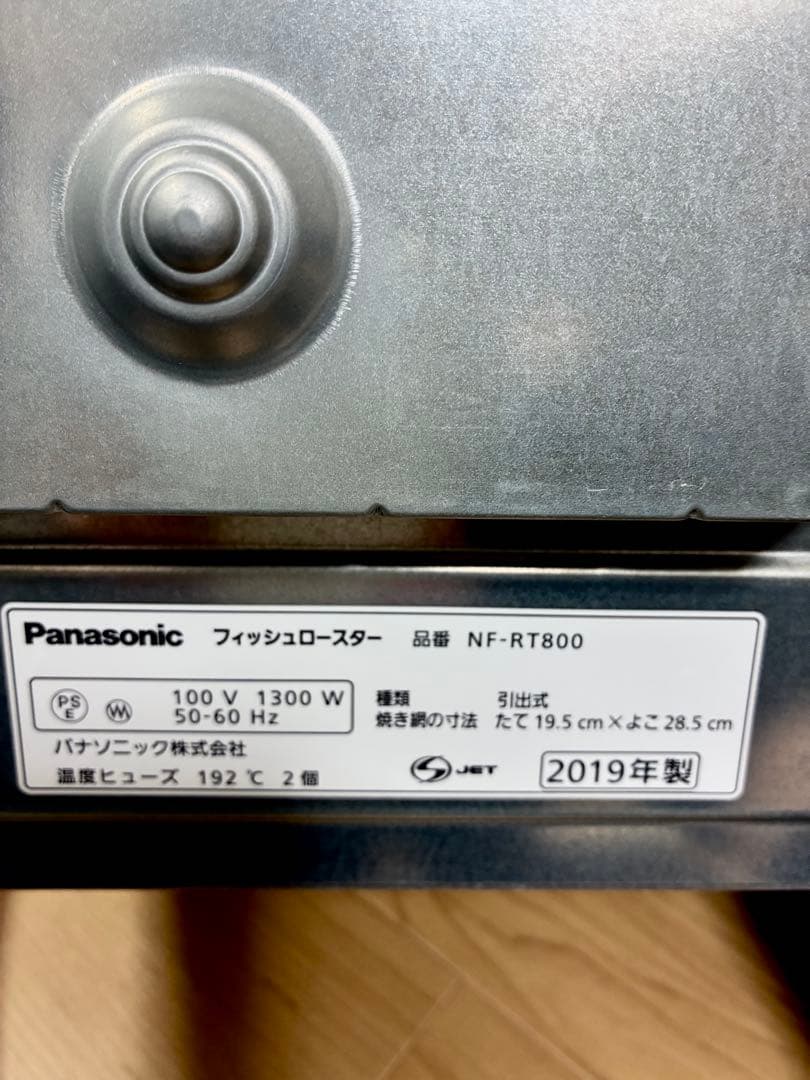 Panasonic フィッシュロースター 品番 NF-RT800
PS E 100 V 1300 W 種類 引出式
50-60 Hz 焼き網の寸法 たて 19.5 cm×よこ 28.5 cm
パナソニック株式会社
温度ヒューズ 192 ℃ 2 個 JET 2019年製